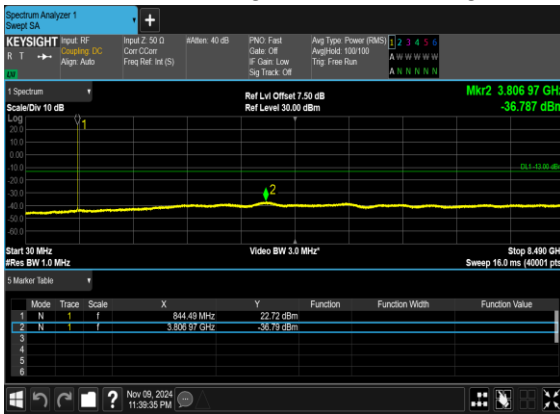 Spectrum Analyzer 1
Swept SA
+
KEYSIGHT Input: RF Input Z: 50 Ω #Atten: 40 dB PNO: Fast Avg Type: Power (RMS) 1 2 3 4 5 6
R T Coupling: DC Corr CCorr Gate: Off Avg|Hold: 100/100 A W W W W W
Align: Auto Freq Ref: Int (S) IF Gain: Low Trig: Free Run
Sig Track: Off A N N N N N
1 Spectrum Ref Lvl Offset 7.50 dB Mkr2 3.806 97 GHz
Scale/Div 10 dB Ref Level 30.00 dBm -36.787 dBm
Log
20.0
10.0
0.00
-10.0
-20.0
-30.0
-40.0
-50.0
-60.0
1
DL1 -13.00 dBm
2
Start 30 MHz Video BW 3.0 MHz* Stop 8.490 GHz
#Res BW 1.0 MHz Sweep 16.0 ms (40001 pts
5 Marker Table
Mode Trace Scale X Y Function Function Width Function Value
1 N 1 f 844.49 MHz 22.72 dBm
2 N 1 f 3.806 97 GHz -36.79 dBm
3
4
5
6
? Nov 09, 2024
11:39:35 PM